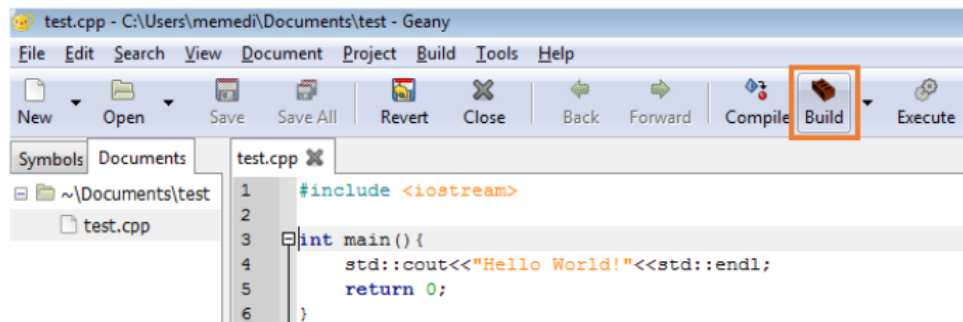 test.cpp - C:\Users\memedi\Documents\test - Geany
File Edit Search View Document Project Build Tools Help
New Open Save Save All Revert Close Back Forward Compile Build Execute
Symbols Documents test.cpp
~\Documents\test
test.cpp
1 #include <iostream>
2
3 int main(){
4 std::cout<<"Hello World!"<<std::endl;
5 return 0;
6 }